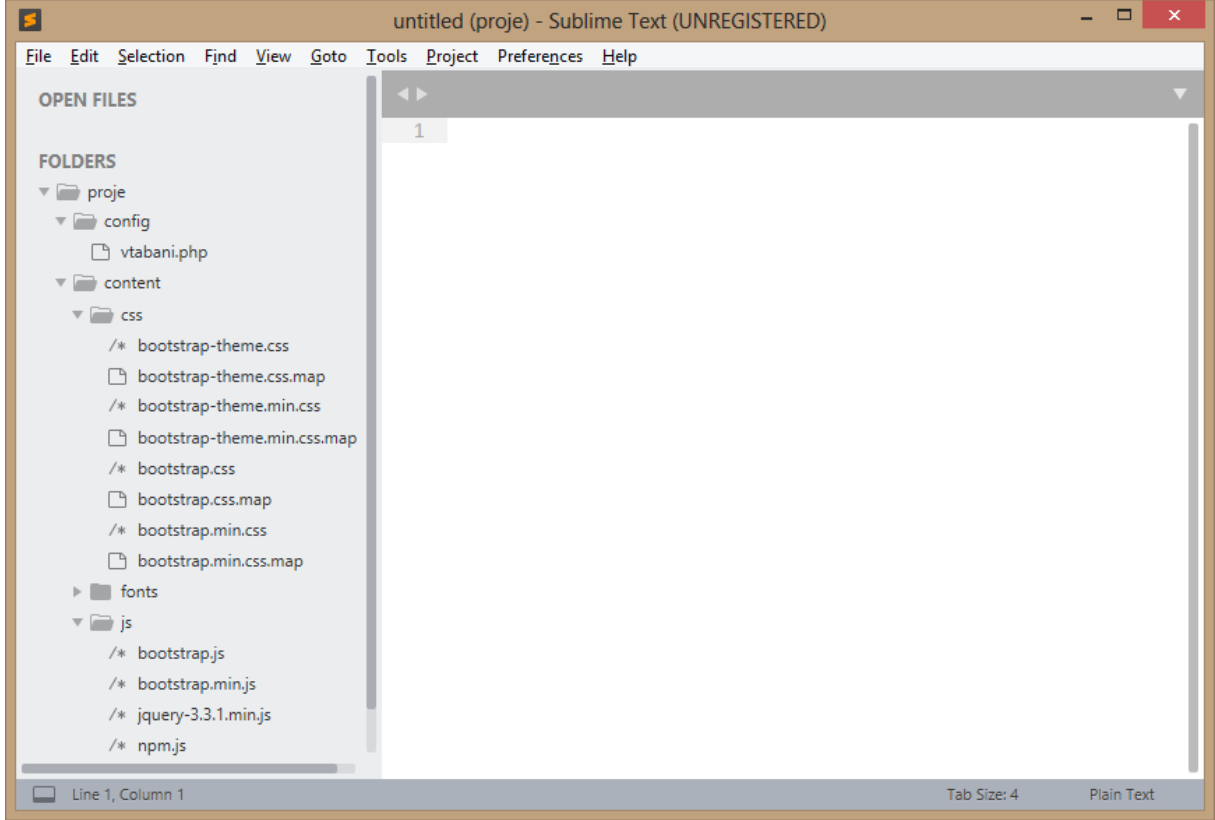 untitled (proje) - Sublime Text (UNREGISTERED)
File Edit Selection Find View Goto Tools Project Preferences Help
OPEN FILES
FOLDERS
proje
config
vtabani.php
content
css
/* bootstrap-theme.css
bootstrap-theme.css.map
/* bootstrap-theme.min.css
bootstrap-theme.min.css.map
/* bootstrap.css
bootstrap.css.map
/* bootstrap.min.css
bootstrap.min.css.map
fonts
js
/* bootstrap.js
/* bootstrap.min.js
/* jquery-3.3.1.min.js
/* npm.js
1
Line 1, Column 1 Tab Size: 4 Plain Text